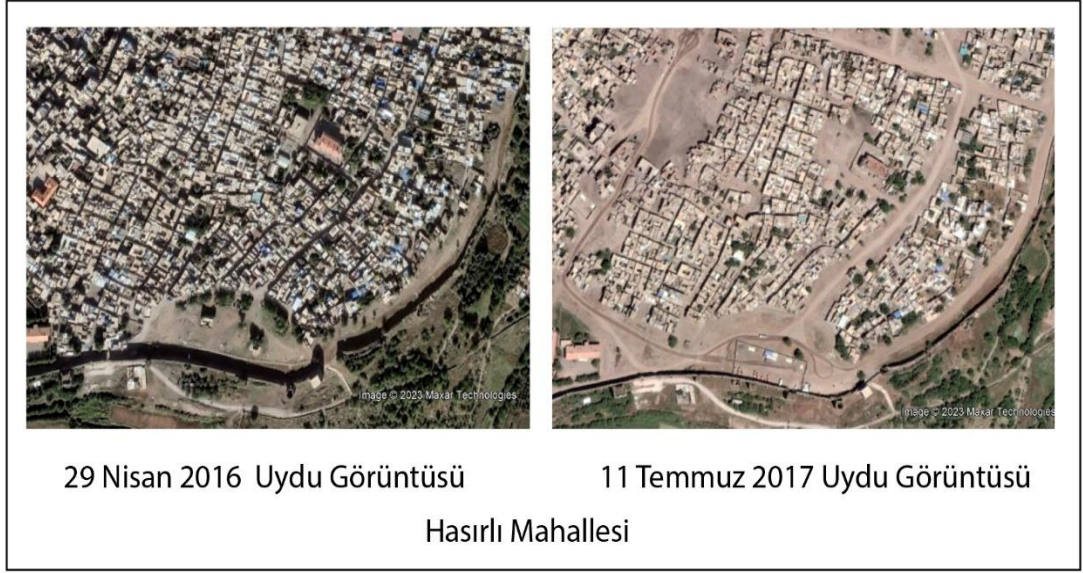 Image © 2023 Maxar Technologies
Image © 2023 Maxar Technologies
29 Nisan 2016 Uydu Görüntüsü
11 Temmuz 2017 Uydu Görüntüsü
Hasırlı Mahallesi